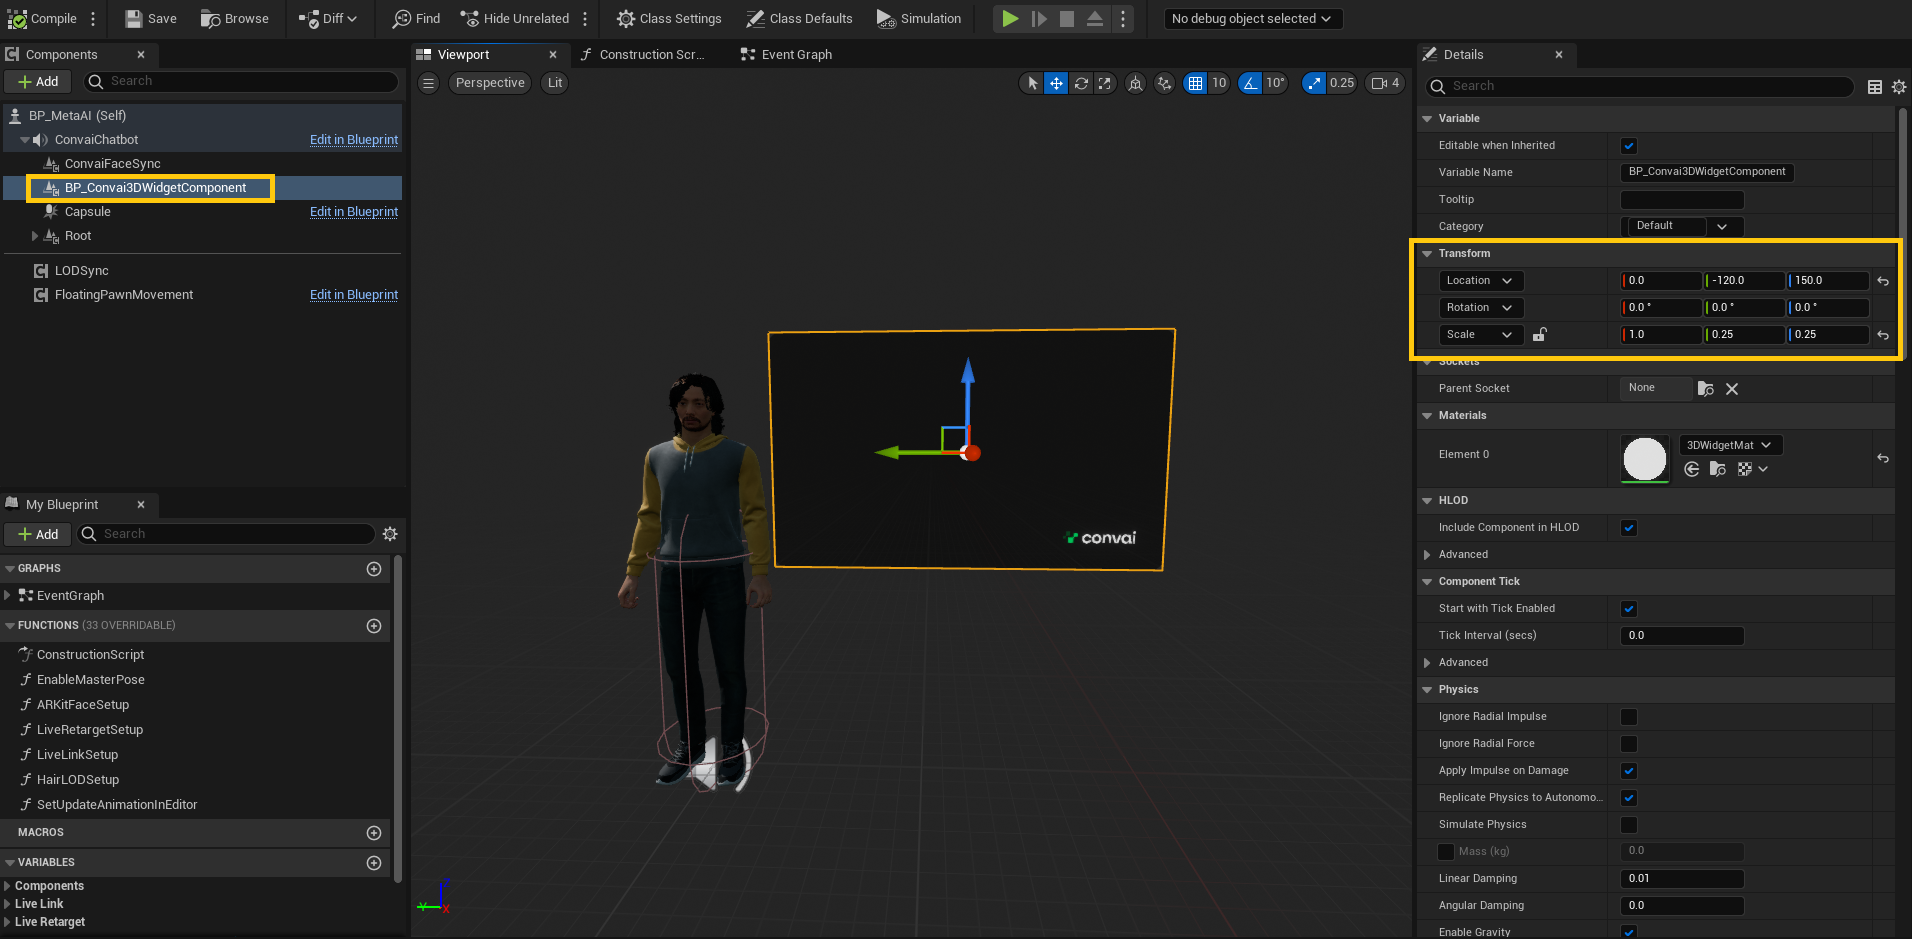 Compile
Save
Browse
Diff
Find
Hide Unrelated
Class Settings
Class Defaults
Simulation
No debug object selected
Components
Add
Search
BP_MetaAI (Self)
ConvaiChatbot Edit in Blueprint
ConvaiFaceSync
BP_Convai3DWidgetComponent
Capsule Edit in Blueprint
Root
LODSync
FloatingPawnMovement Edit in Blueprint
My Blueprint
Add
Search
GRAPHS
EventGraph
FUNCTIONS (33 OVERRIDABLE)
ConstructionScript
EnableMasterPose
ARKitFaceSetup
LiveRetargetSetup
LiveLinkSetup
HairLODSetup
SetUpdateAnimationInEditor
MACROS
VARIABLES
Components
Live Link
Live Retarget
Viewport
Construction Scr...
Event Graph
Perspective
Lit
10
10°
0.25
4
convai
Z
Y
X
Details
Search
Variable
Editable when Inherited
Variable Name BP_Convai3DWidgetComponent
Tooltip
Category Default
Transform
Location 0.0 -120.0 150.0
Rotation 0.0 ° 0.0 ° 0.0 °
Scale 1.0 0.25 0.25
Sockets
Parent Socket None
Materials
Element 0 3DWidgetMat
HLOD
Include Component in HLOD
Advanced
Component Tick
Start with Tick Enabled
Tick Interval (secs) 0.0
Advanced
Physics
Ignore Radial Impulse
Ignore Radial Force
Apply Impulse on Damage
Replicate Physics to Autonomo...
Simulate Physics
Mass (kg) 0.0
Linear Damping 0.01
Angular Damping 0.0
Enable Gravity